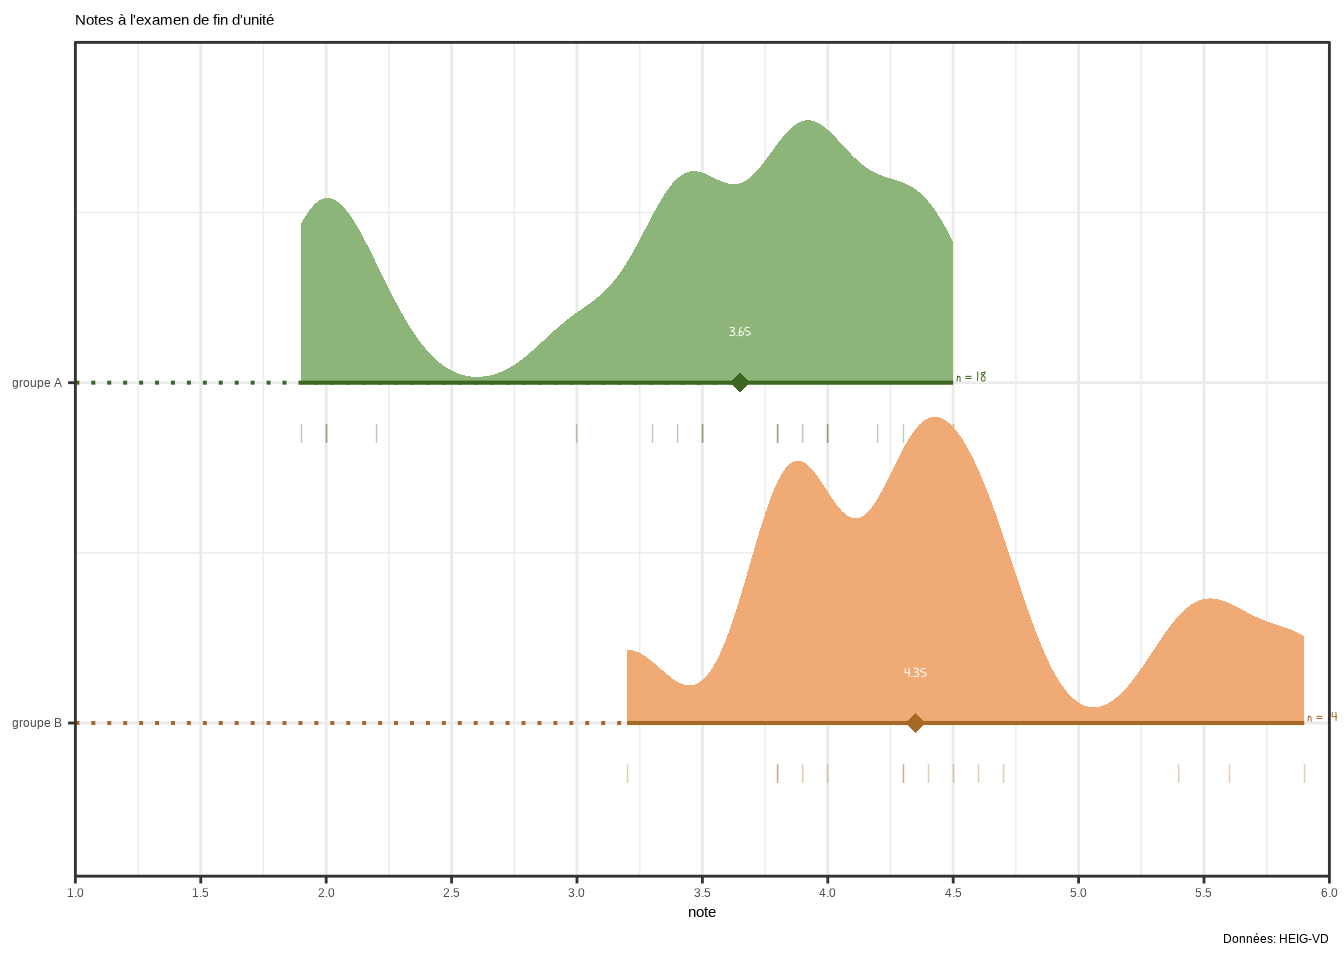 Notes à l'examen de fin d'unité
3.65
groupe A
n = 18
4.35
groupe B
n = 14
1.0 1.5 2.0 2.5 3.0 3.5 4.0 4.5 5.0 5.5 6.0
note
Données: HEIG-VD